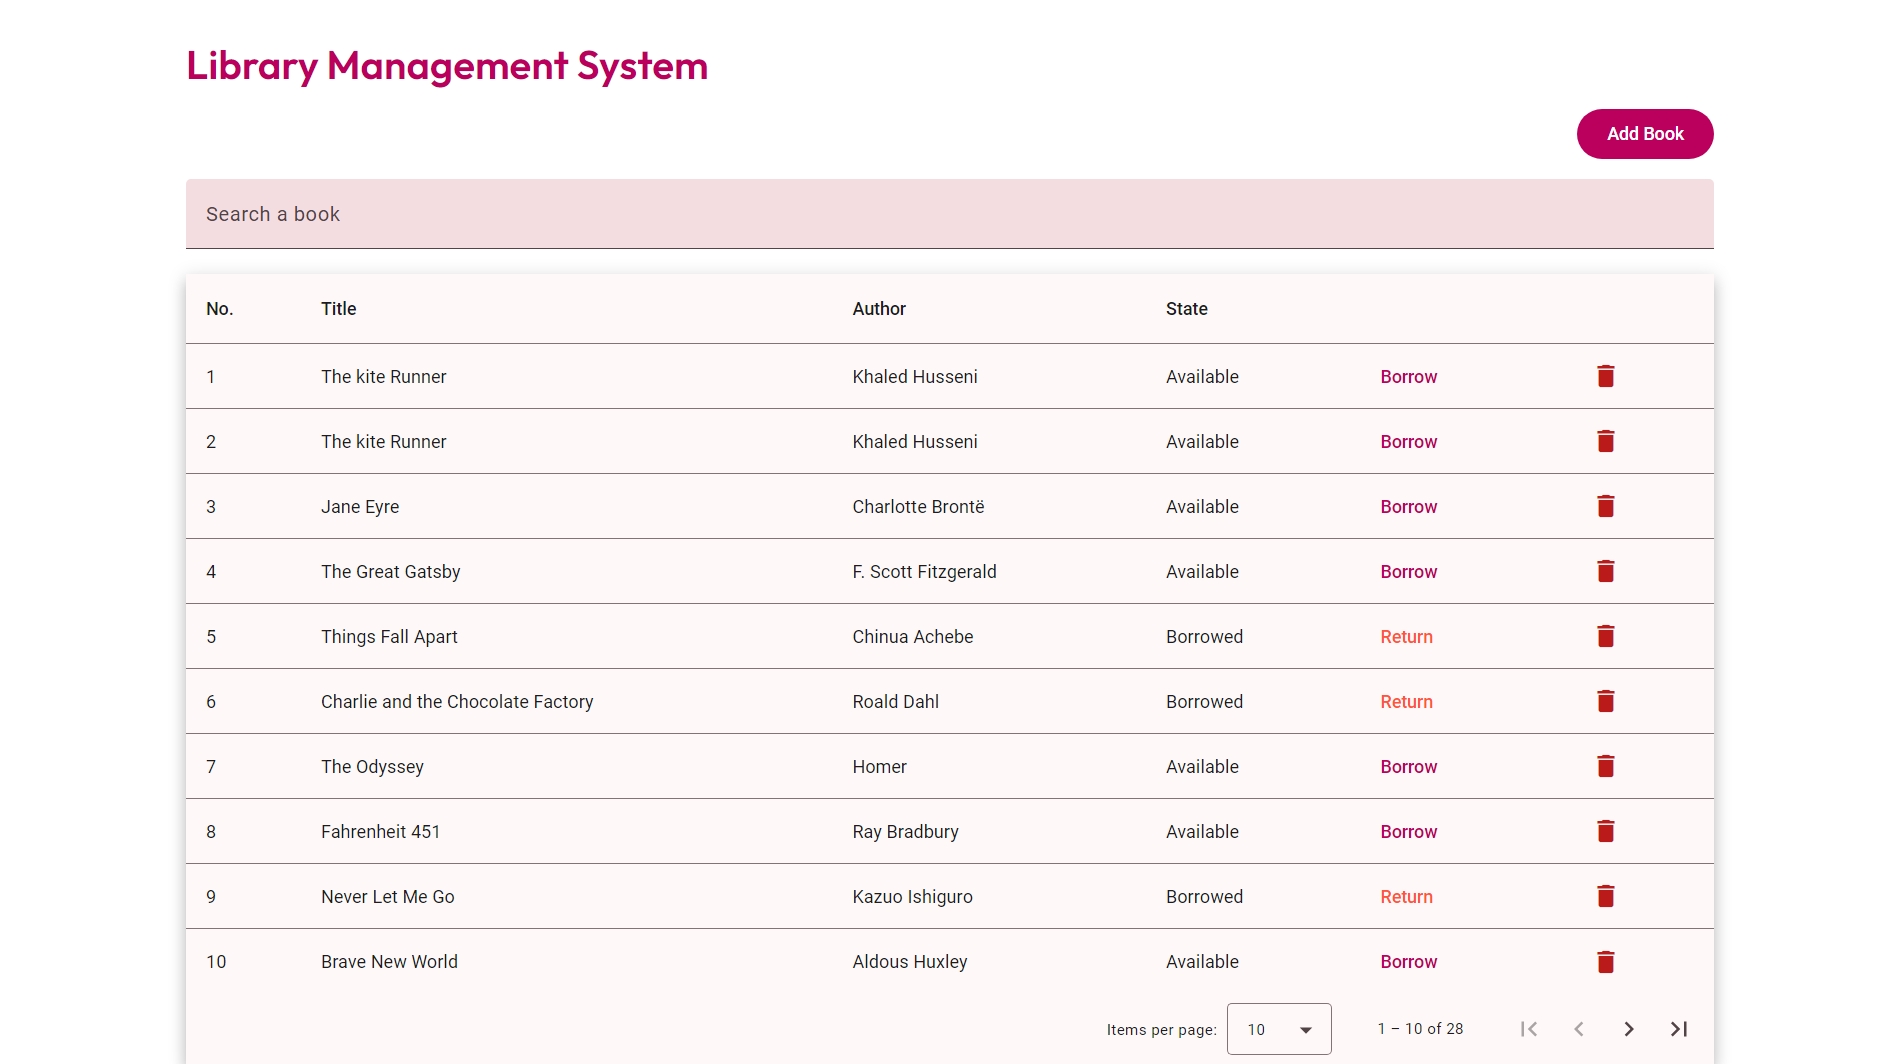 Library Management System
Add Book
Search a book
No. Title Author State
1 The kite Runner Khaled Husseni Available Borrow
2 The kite Runner Khaled Husseni Available Borrow
3 Jane Eyre Charlotte Brontë Available Borrow
4 The Great Gatsby F. Scott Fitzgerald Available Borrow
5 Things Fall Apart Chinua Achebe Borrowed Return
6 Charlie and the Chocolate Factory Roald Dahl Borrowed Return
7 The Odyssey Homer Available Borrow
8 Fahrenheit 451 Ray Bradbury Available Borrow
9 Never Let Me Go Kazuo Ishiguro Borrowed Return
10 Brave New World Aldous Huxley Available Borrow
Items per page: 10 1 – 10 of 28